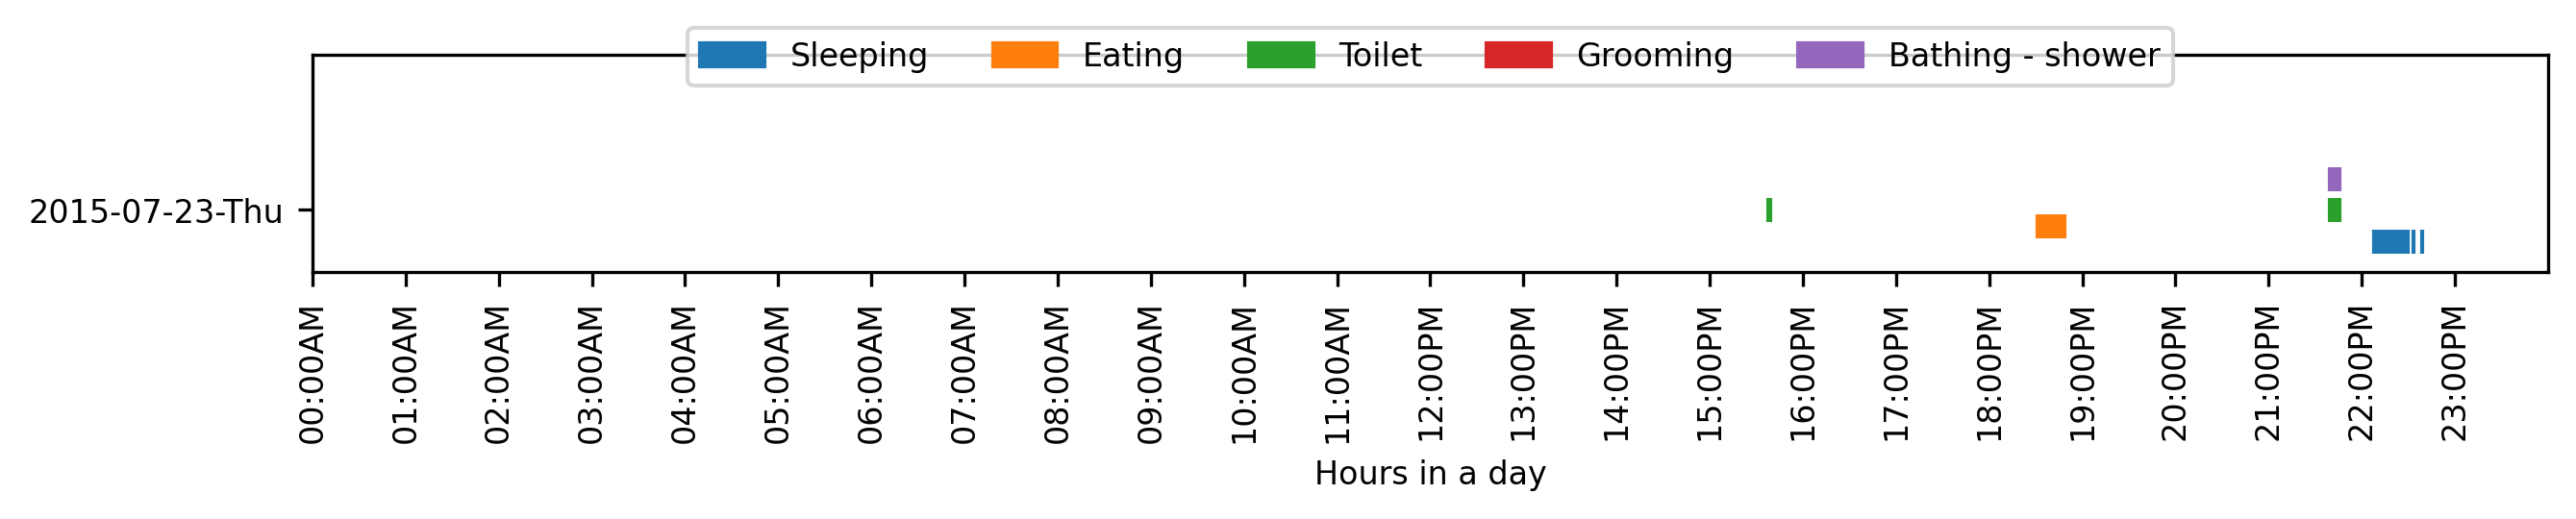 Sleeping Eating Toilet Grooming Bathing - shower
2015-07-23-Thu
00:00AM 01:00AM 02:00AM 03:00AM 04:00AM 05:00AM 06:00AM 07:00AM 08:00AM 09:00AM 10:00AM 11:00AM 12:00PM 13:00PM 14:00PM 15:00PM 16:00PM 17:00PM 18:00PM 19:00PM 20:00PM 21:00PM 22:00PM 23:00PM
Hours in a day